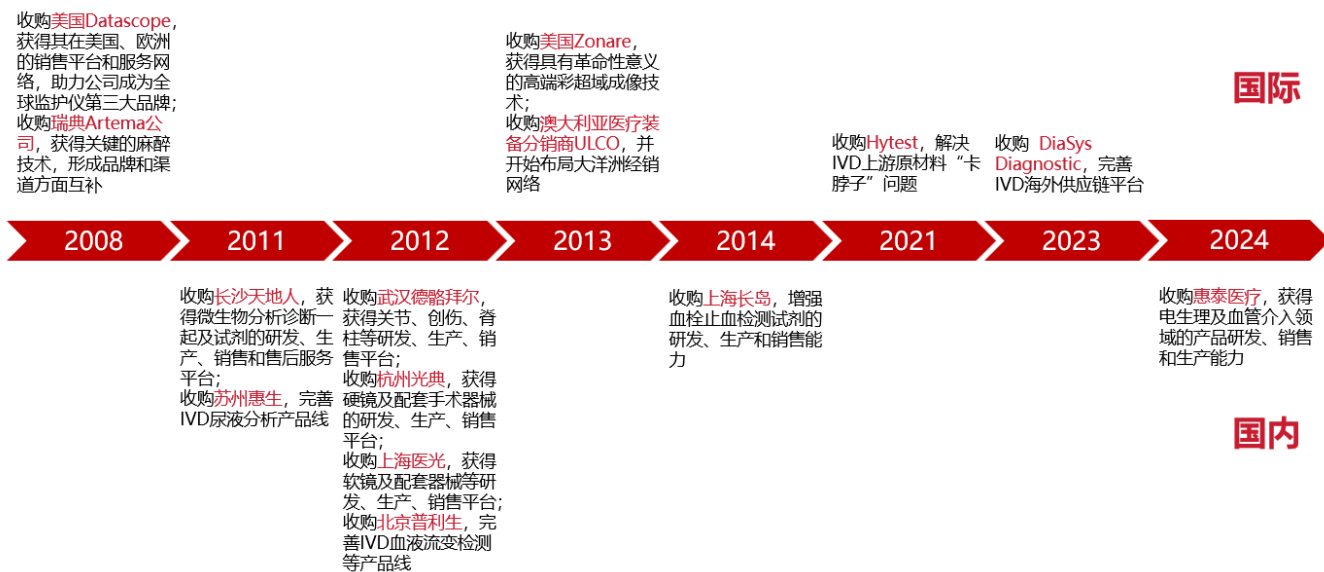 收购美国Datascope，
获得其在美国、欧洲
的销售平台和服务网
络，助力公司成为全
球监护仪第三大品牌；
收购瑞典Artema公
司，获得关键的麻醉
技术，形成品牌和渠
道方面互补
收购美国Zonare，
获得具有革命性意义
的高端彩超域成像技
术；
收购澳大利亚医疗装
备分销商ULCO，并
开始布局大洋洲经销
网络
收购Hytest，解决
IVD上游原材料“卡
脖子”问题
收购 DiaSys
Diagnostic，完善
IVD海外供应链平台
国际
2008
2011
2012
2013
2014
2021
2023
2024
收购长沙天地人，获
得微生物分析诊断一
起及试剂的研发、生
产、销售和售后服务
平台；
收购苏州惠生，完善
IVD尿液分析产品线
收购武汉德骼拜尔，
获得关节、创伤、脊
柱等研发、生产、销
售平台；
收购杭州光典，获得
硬镜及配套手术器械
的研发、生产、销售
平台；
收购上海医光，获得
软镜及配套器械等研
发、生产、销售平台；
收购北京普利生，完
善IVD血液流变检测
等产品线
收购上海长岛，增强
血栓止血检测试剂的
研发、生产和销售能
力
收购惠泰医疗，获得
电生理及血管介入领
域的产品研发、销售
和生产能力
国内